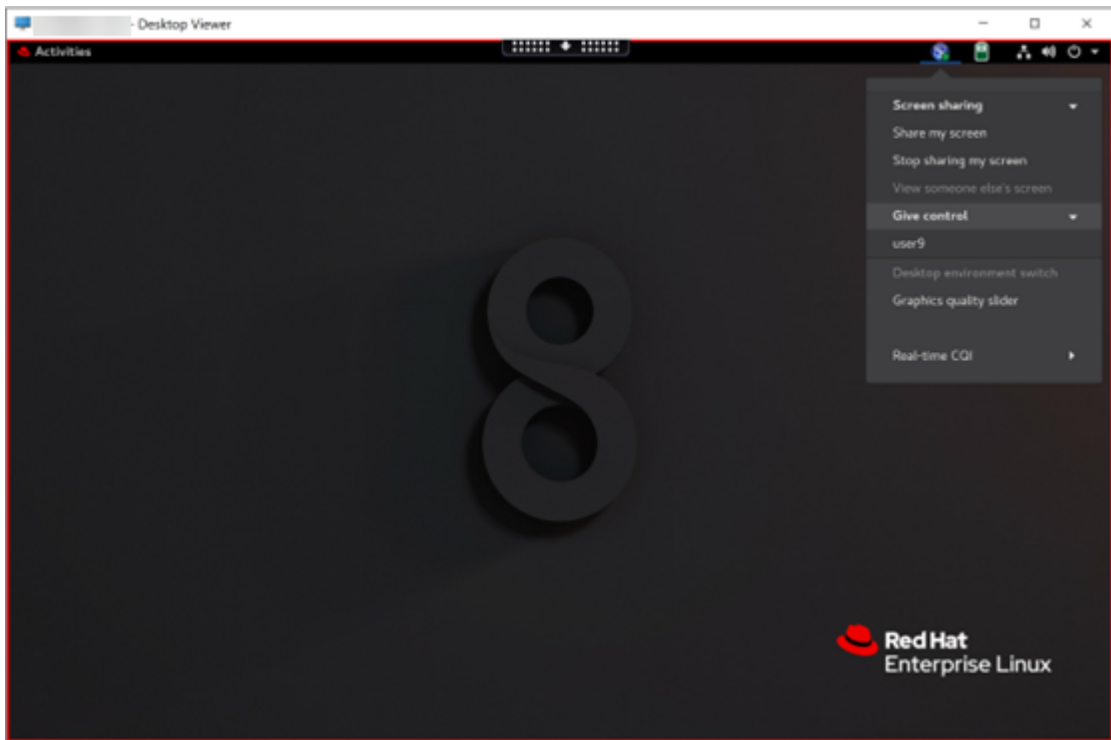 - Desktop Viewer
Activities
Screen sharing
Share my screen
Stop sharing my screen
View someone else's screen
Give control
user9
Desktop environment switch
Graphics quality slider
Real-time CQI
8
Red Hat
Enterprise Linux